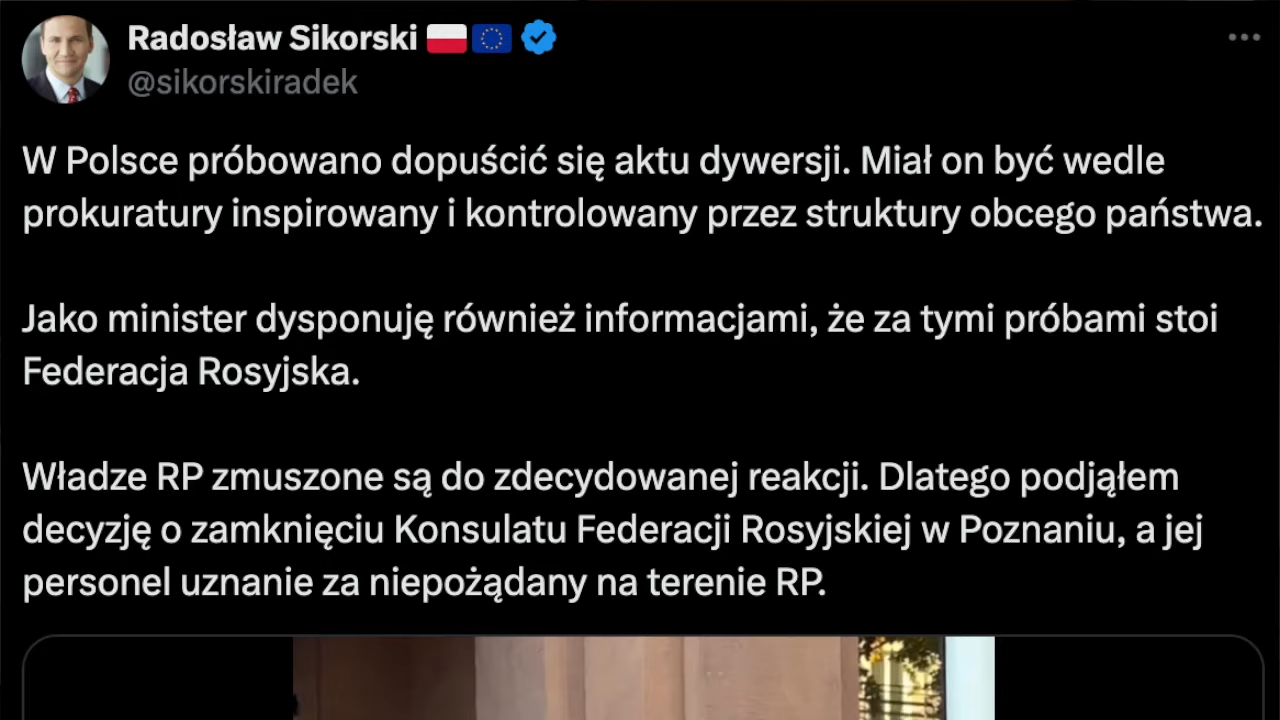 Radosław Sikorski 🇵🇱🇪🇺
@sikorskiradek
W Polsce próbowano dopuścić się aktu dywersji. Miał on być wedle
prokuratury inspirowany i kontrolowany przez struktury obcego państwa.
Jako minister dysponuję również informacjami, że za tymi próbami stoi
Federacja Rosyjska.
Władze RP zmuszone są do zdecydowanej reakcji. Dlatego podjąłem
decyzję o zamknięciu Konsulatu Federacji Rosyjskiej w Poznaniu, a jej
personel uznanie za niepożądany na terenie RP.